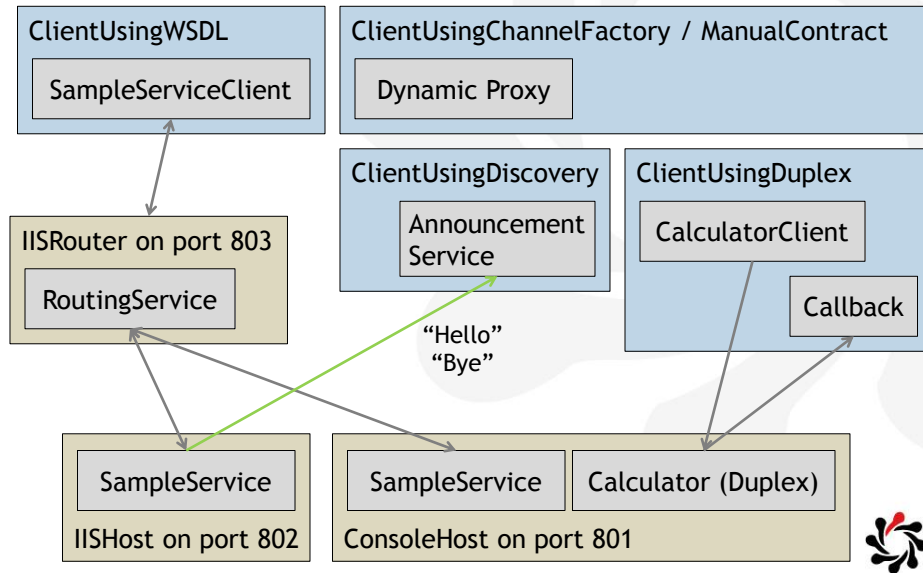 ClientUsingWSDL
SampleServiceClient
ClientUsingChannelFactory / ManualContract
Dynamic Proxy
ClientUsingDiscovery
Announcement
Service
ClientUsingDuplex
CalculatorClient
Callback
IISRouter on port 803
RoutingService
“Hello”
“Bye”
SampleService
IISHost on port 802
SampleService
Calculator (Duplex)
ConsoleHost on port 801